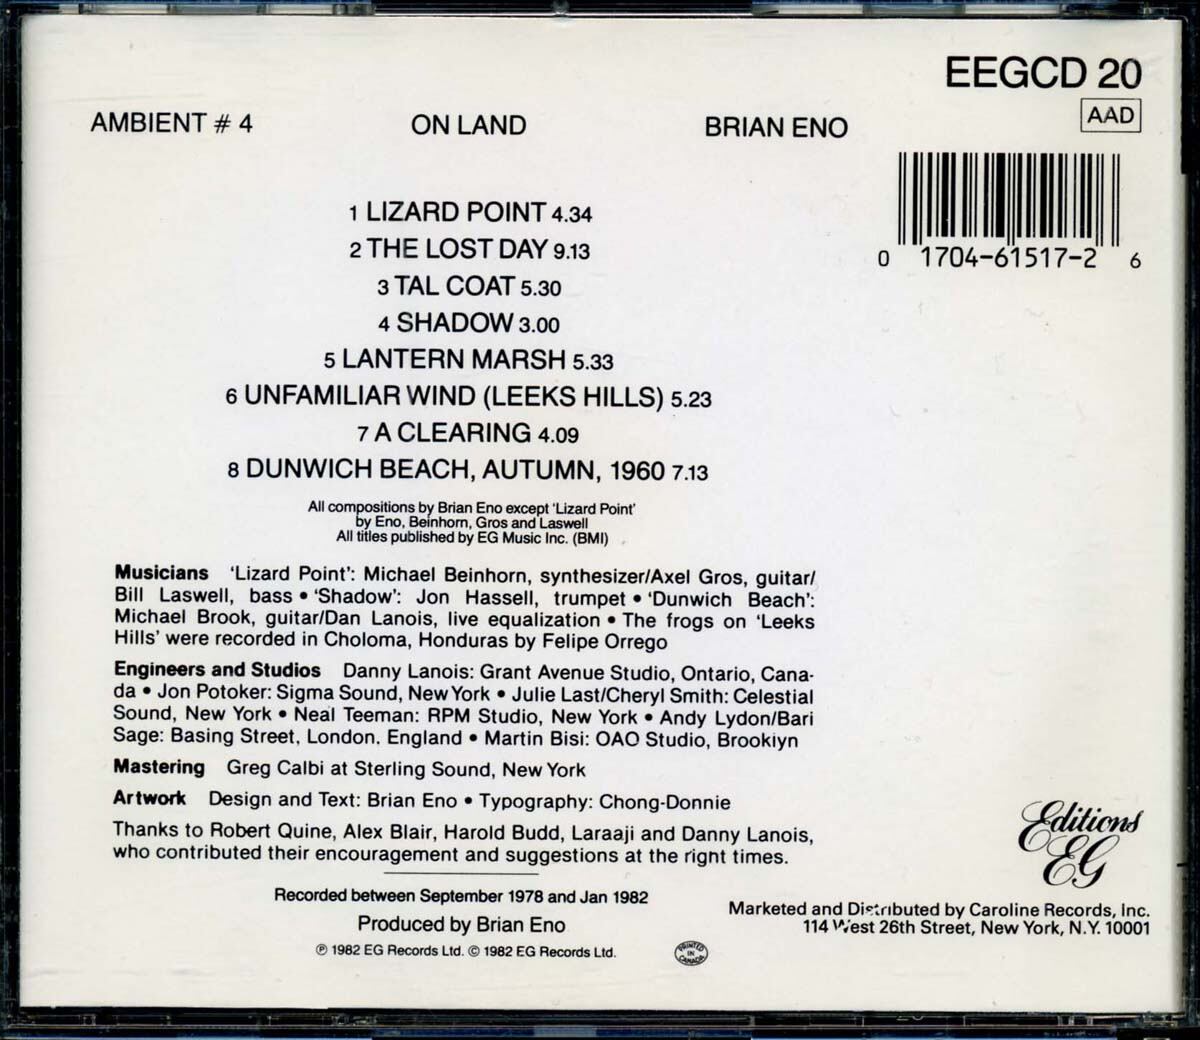 EEGCD 20
AAD
AMBIENT # 4 ON LAND BRIAN ENO
0 1704-61517-2 6
1 LIZARD POINT 4.34
2 THE LOST DAY 9.13
3 TAL COAT 5.30
4 SHADOW 3.00
5 LANTERN MARSH 5.33
6 UNFAMILIAR WIND (LEEKS HILLS) 5.23
7 A CLEARING 4.09
8 DUNWICH BEACH, AUTUMN, 1960 7.13
All compositions by Brian Eno except 'Lizard Point'
by Eno, Beinhorn, Gros and Laswell
All titles published by EG Music Inc. (BMI)
Musicians 'Lizard Point': Michael Beinhorn, synthesizer/Axel Gros, guitar/
Bill Laswell, bass • 'Shadow': Jon Hassell, trumpet • 'Dunwich Beach':
Michael Brook, guitar/Dan Lanois, live equalization • The frogs on 'Leeks
Hills' were recorded in Choloma, Honduras by Felipe Orrego
Engineers and Studios Danny Lanois: Grant Avenue Studio, Ontario, Cana-
da • Jon Potoker: Sigma Sound, New York • Julie Last/Cheryl Smith: Celestial
Sound, New York • Neal Teeman: RPM Studio, New York • Andy Lydon/Bari
Sage: Basing Street, London. England • Martin Bisi: OAO Studio, Brooklyn
Mastering Greg Calbi at Sterling Sound, New York
Artwork Design and Text: Brian Eno • Typography: Chong-Donnie
Thanks to Robert Quine, Alex Blair, Harold Budd, Laraaji and Danny Lanois,
who contributed their encouragement and suggestions at the right times.
Recorded between September 1978 and Jan 1982
Produced by Brian Eno
℗ 1982 EG Records Ltd. © 1982 EG Records Ltd.
PRINTED
IN
CANADA
Editions
EG
Marketed and Distributed by Caroline Records, Inc.
114 West 26th Street, New York, N.Y. 10001